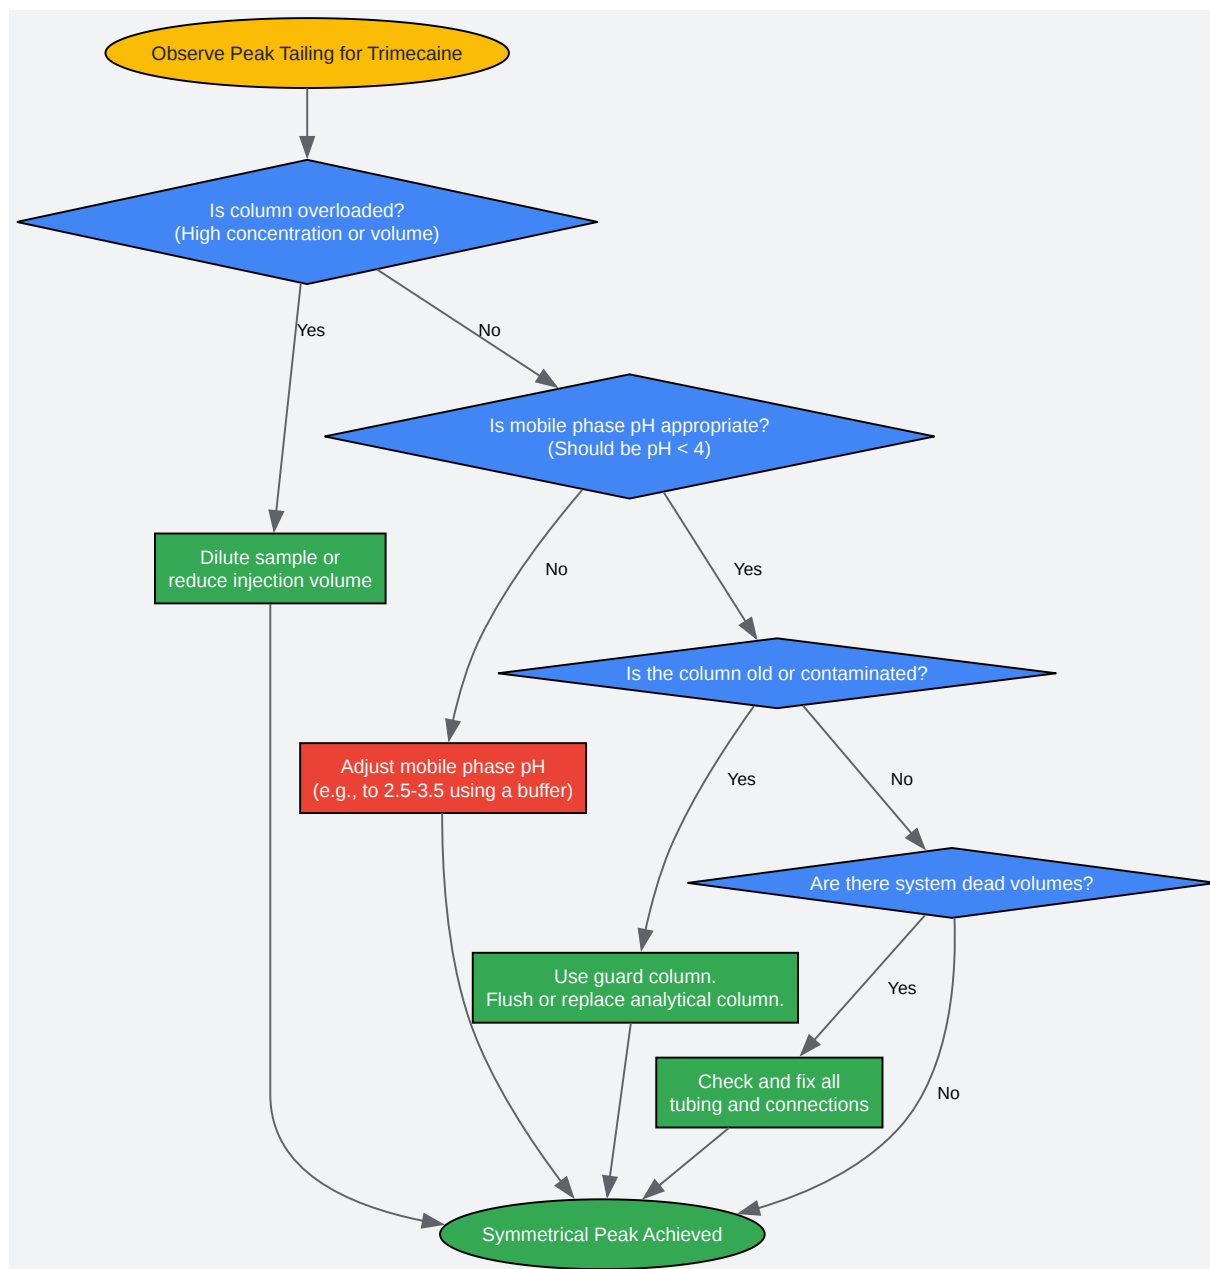 Observe Peak Tailing for Trimecaine
Is column overloaded?
(High concentration or volume)
Yes
No
Is mobile phase pH appropriate?
(Should be pH < 4)
Dilute sample or
reduce injection volume
No
Yes
Is the column old or contaminated?
Adjust mobile phase pH
(e.g., to 2.5-3.5 using a buffer)
Yes
No
Are there system dead volumes?
Use guard column.
Flush or replace analytical column.
Yes
Check and fix all
tubing and connections
No
Symmetrical Peak Achieved